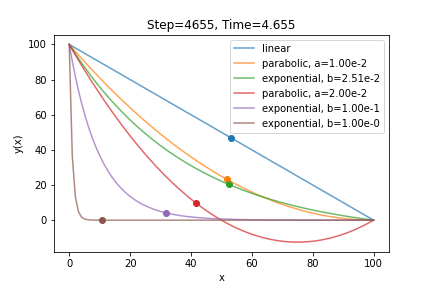 Step=4655, Time=4.655
linear
parabolic, a=1.00e-2
exponential, b=2.51e-2
parabolic, a=2.00e-2
exponential, b=1.00e-1
exponential, b=1.00e-0
y(x)
100
80
60
40
20
0
0 20 40 60 80 100
x